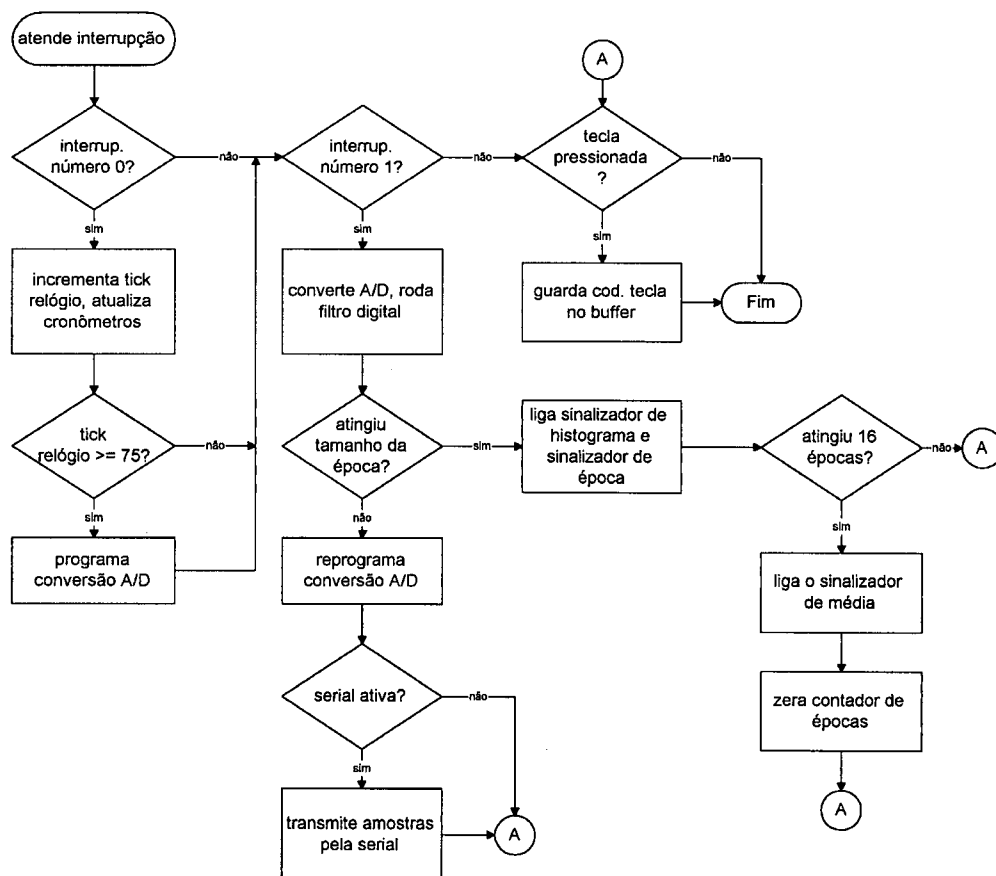 atende interrupção
interrup.
número 0?
não
sim
incrementa tick
relógio, atualiza
cronômetros
tick
relógio >= 75?
não
sim
programa
conversão A/D
interrup.
número 1?
não
sim
converte A/D, roda
filtro digital
atingiu
tamanho da
época?
sim
não
reprograma
conversão A/D
serial ativa?
não
sim
transmite amostras
pela serial
A
A
tecla
pressionada
?
não
sim
guarda cod. tecla
no buffer
Fim
liga sinalizador de
histograma e
sinalizador de
época
atingiu 16
épocas?
não
A
sim
liga o sinalizador
de média
zera contador de
épocas
A